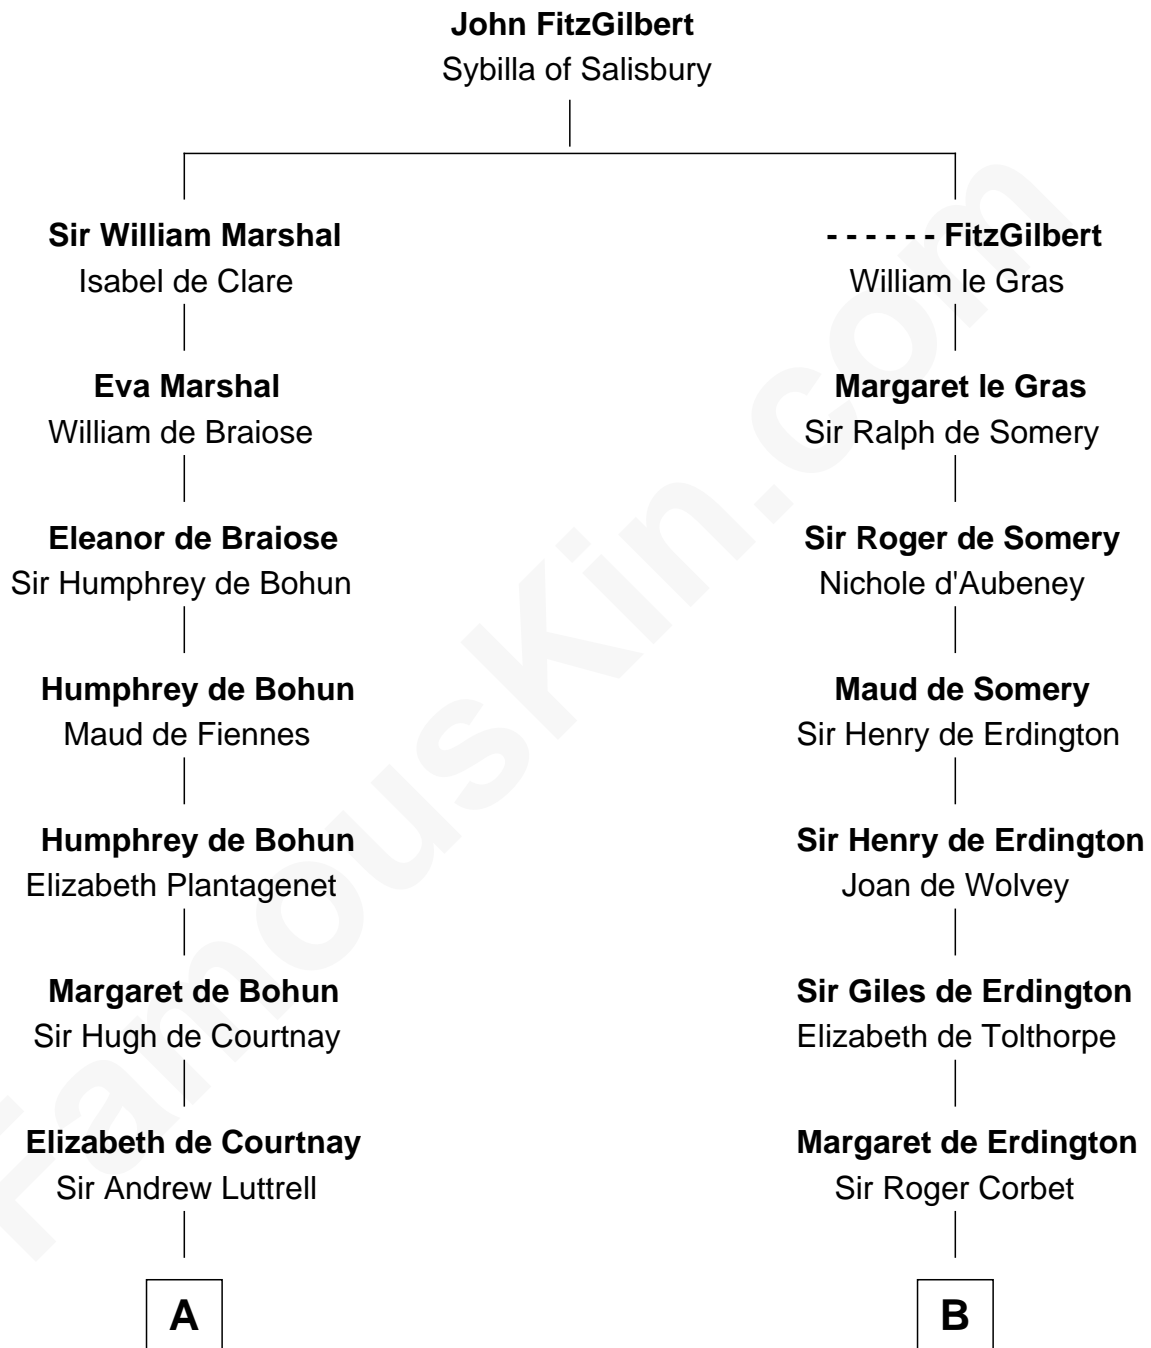 John FitzGilbert
Sybilla of Salisbury
Sir William Marshal
Isabel de Clare
- - - - - - FitzGilbert
William le Gras
Eva Marshal
William de Braiose
Margaret le Gras
Sir Ralph de Somery
Eleanor de Braiose
Sir Humphrey de Bohun
Sir Roger de Somery
Nichole d'Aubeney
Humphrey de Bohun
Maud de Fiennes
Maud de Somery
Sir Henry de Erdington
Humphrey de Bohun
Elizabeth Plantagenet
Sir Henry de Erdington
Joan de Wolvey
Margaret de Bohun
Sir Hugh de Courtnay
Sir Giles de Erdington
Elizabeth de Tolthorpe
Elizabeth de Courtnay
Sir Andrew Luttrell
Margaret de Erdington
Sir Roger Corbet
A
B
FamousKin.com